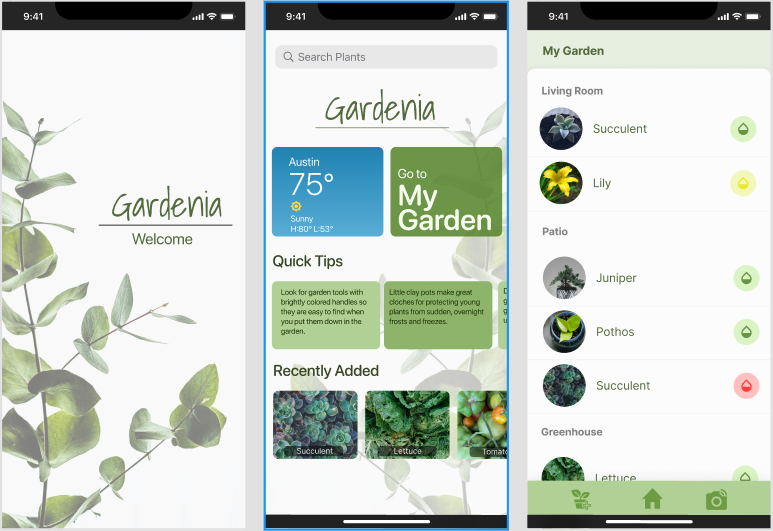 9:41
Gardenia
Welcome
9:41
Search Plants
Gardenia
Austin
75°
Sunny
H:80° L:53°
Go to
My
Garden
Quick Tips
Look for garden tools with
brightly colored handles so
they are easy to find when
you put them down in the
garden.
Little clay pots make great
cloches for protecting young
plants from sudden, overnight
frosts and freezes.
Recently Added
Succulent
Lettuce
Tomato
9:41
My Garden
Living Room
Succulent
Lily
Patio
Juniper
Pothos
Succulent
Greenhouse
Lettuce